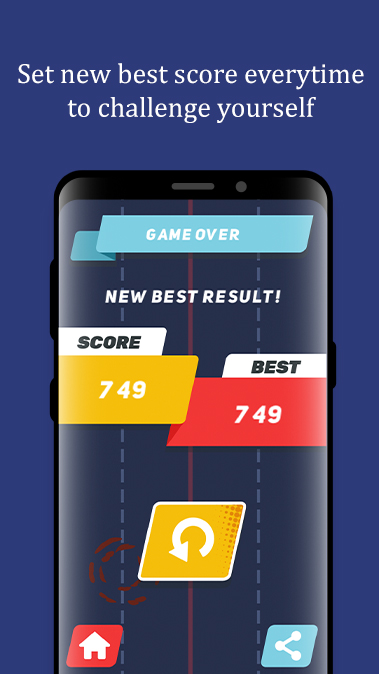 Set new best score everytime
to challenge yourself
GAME OVER
NEW BEST RESULT!
SCORE
749
BEST
749